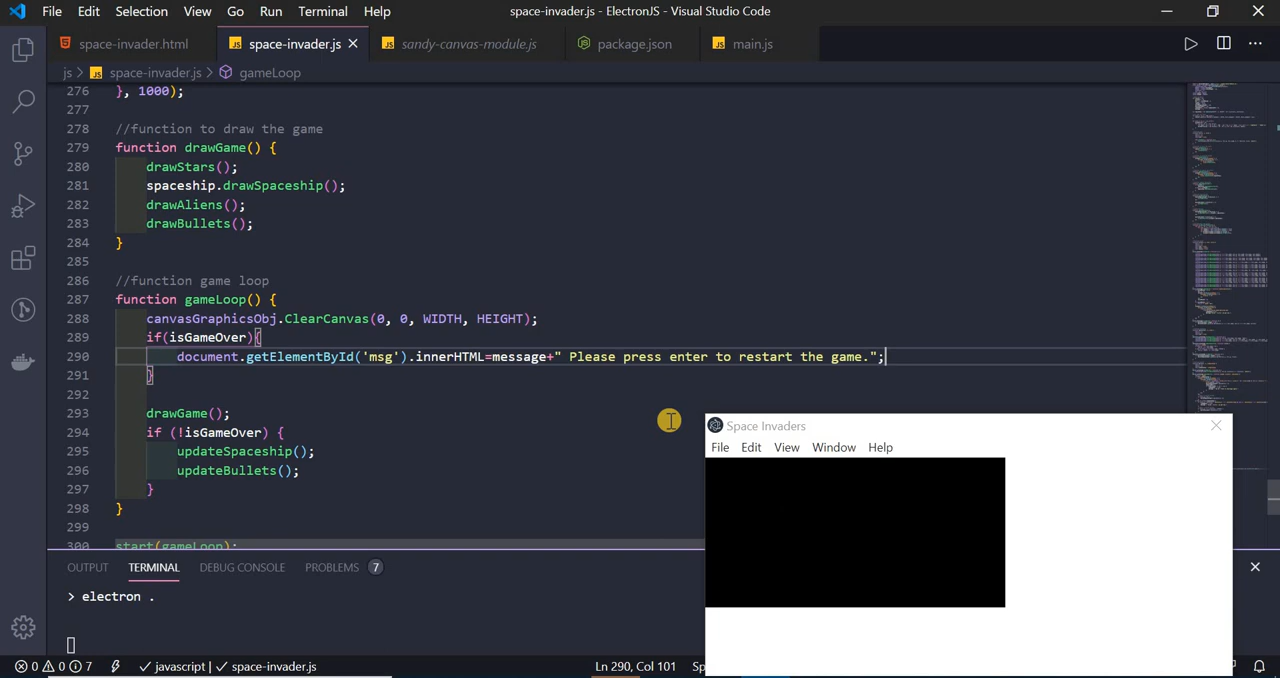 File Edit Selection View Go Run Terminal Help
space-invader.js - ElectronJS - Visual Studio Code
space-invader.html
JS space-invader.js
JS sandy-canvas-module.js
package.json
JS main.js
js > JS space-invader.js > gameLoop
276 }, 1000);
277
278 //function to draw the game
279 function drawGame() {
280 drawStars();
281 spaceship.drawSpaceship();
282 drawAliens();
283 drawBullets();
284 }
285
286 //function game loop
287 function gameLoop() {
288 canvasGraphicsObj.ClearCanvas(0, 0, WIDTH, HEIGHT);
289 if(isGameOver){
290 document.getElementById('msg').innerHTML=message+" Please press enter to restart the game.";
291 }
292
293 drawGame();
294 if (!isGameOver) {
295 updateSpaceship();
296 updateBullets();
297 }
298 }
299
300 start(gameLoop);
Space Invaders
File Edit View Window Help
OUTPUT TERMINAL DEBUG CONSOLE PROBLEMS 7
> electron .
0 0 7 javascript | space-invader.js Ln 290, Col 101